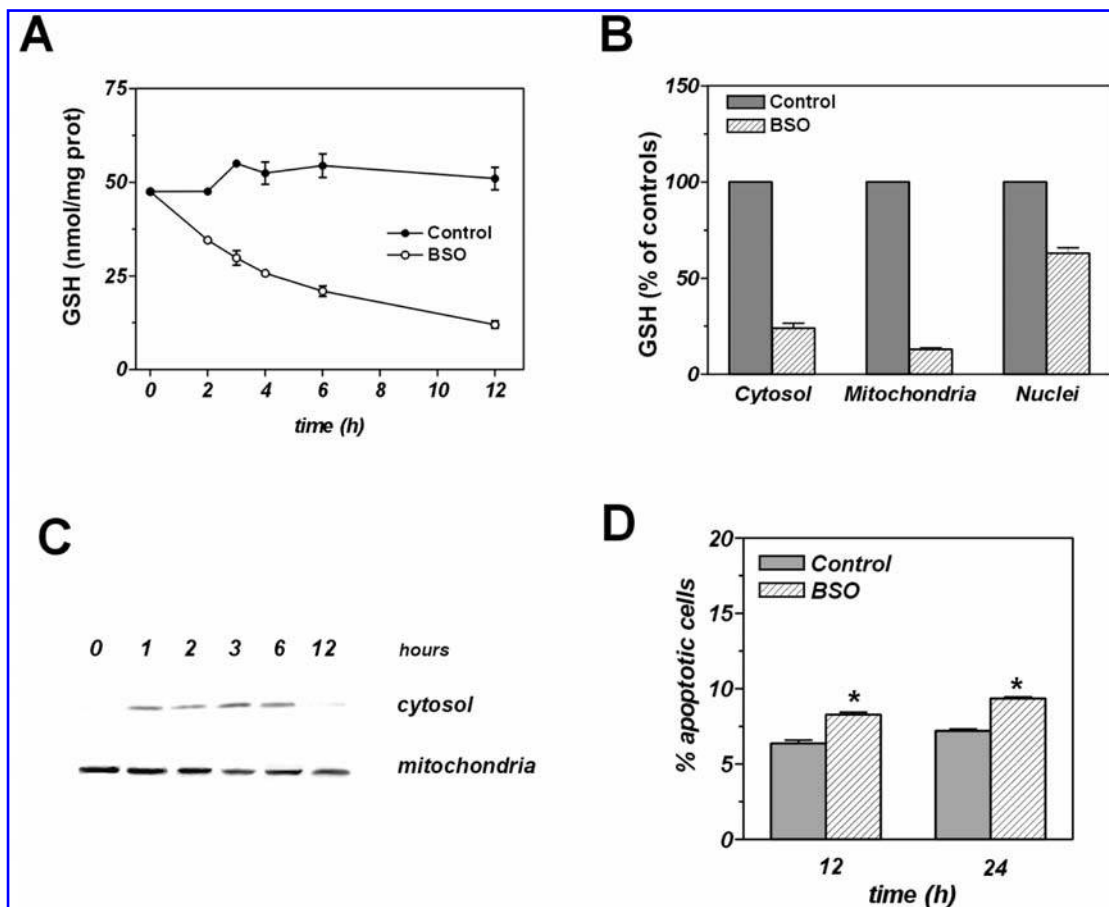 A
75
50
25
0
GSH (nmol/mg prot)
Control
BSO
0 2 4 6 8 10 12
time (h)
B
150
100
50
0
GSH (% of controls)
Control
BSO
Cytosol Mitochondria Nuclei
C
0 1 2 3 6 12 hours
cytosol
mitochondria
D
20
15
10
5
0
% apoptotic cells
Control
BSO
* *
12 24
time (h)